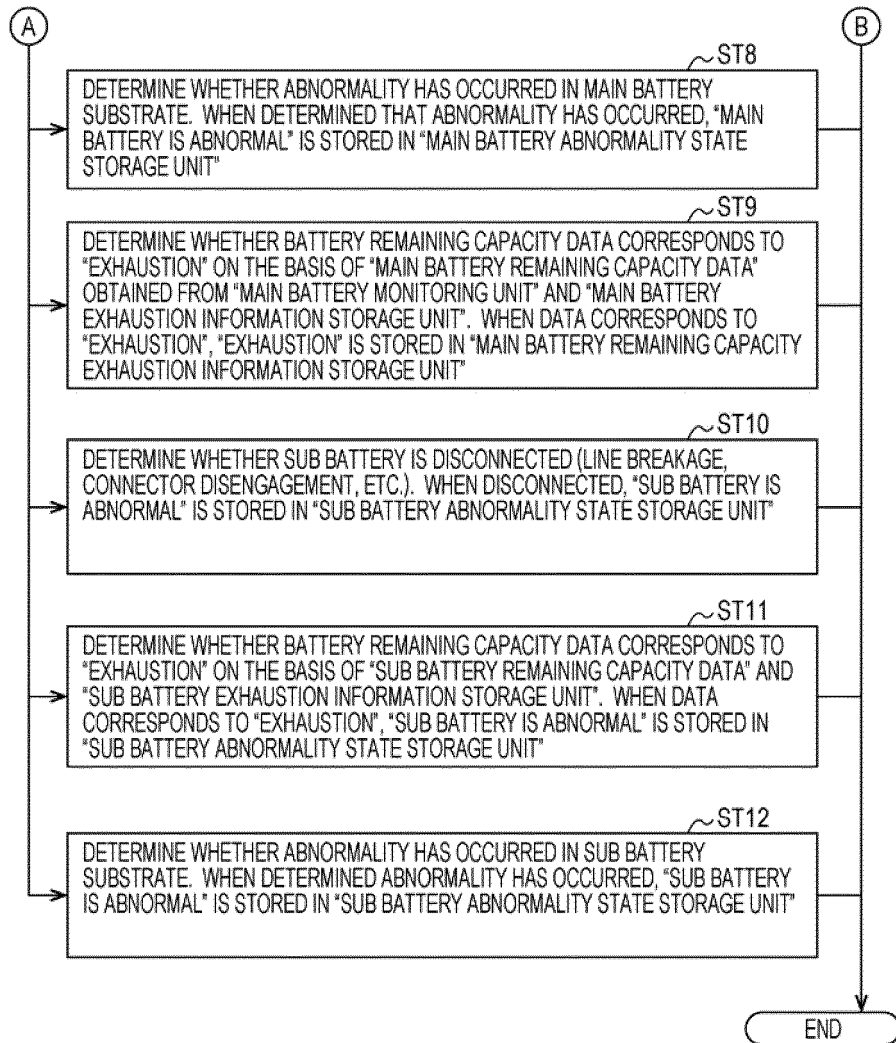 A
B
ST8
DETERMINE WHETHER ABNORMALITY HAS OCCURRED IN MAIN BATTERY
SUBSTRATE. WHEN DETERMINED THAT ABNORMALITY HAS OCCURRED, “MAIN
BATTERY IS ABNORMAL” IS STORED IN “MAIN BATTERY ABNORMALITY STATE
STORAGE UNIT”
ST9
DETERMINE WHETHER BATTERY REMAINING CAPACITY DATA CORRESPONDS TO
“EXHAUSTION” ON THE BASIS OF “MAIN BATTERY REMAINING CAPACITY DATA”
OBTAINED FROM “MAIN BATTERY MONITORING UNIT” AND “MAIN BATTERY
EXHAUSTION INFORMATION STORAGE UNIT”. WHEN DATA CORRESPONDS TO
“EXHAUSTION”, “EXHAUSTION” IS STORED IN “MAIN BATTERY REMAINING CAPACITY
EXHAUSTION INFORMATION STORAGE UNIT”
ST10
DETERMINE WHETHER SUB BATTERY IS DISCONNECTED (LINE BREAKAGE,
CONNECTOR DISENGAGEMENT, ETC.). WHEN DISCONNECTED, “SUB BATTERY IS
ABNORMAL” IS STORED IN “SUB BATTERY ABNORMALITY STATE STORAGE UNIT”
ST11
DETERMINE WHETHER BATTERY REMAINING CAPACITY DATA CORRESPONDS TO
“EXHAUSTION” ON THE BASIS OF “SUB BATTERY REMAINING CAPACITY DATA” AND
“SUB BATTERY EXHAUSTION INFORMATION STORAGE UNIT”. WHEN DATA
CORRESPONDS TO “EXHAUSTION”, “SUB BATTERY IS ABNORMAL” IS STORED IN
“SUB BATTERY ABNORMALITY STATE STORAGE UNIT”
ST12
DETERMINE WHETHER ABNORMALITY HAS OCCURRED IN SUB BATTERY
SUBSTRATE. WHEN DETERMINED ABNORMALITY HAS OCCURRED, “SUB BATTERY
IS ABNORMAL” IS STORED IN “SUB BATTERY ABNORMALITY STATE STORAGE UNIT”
END